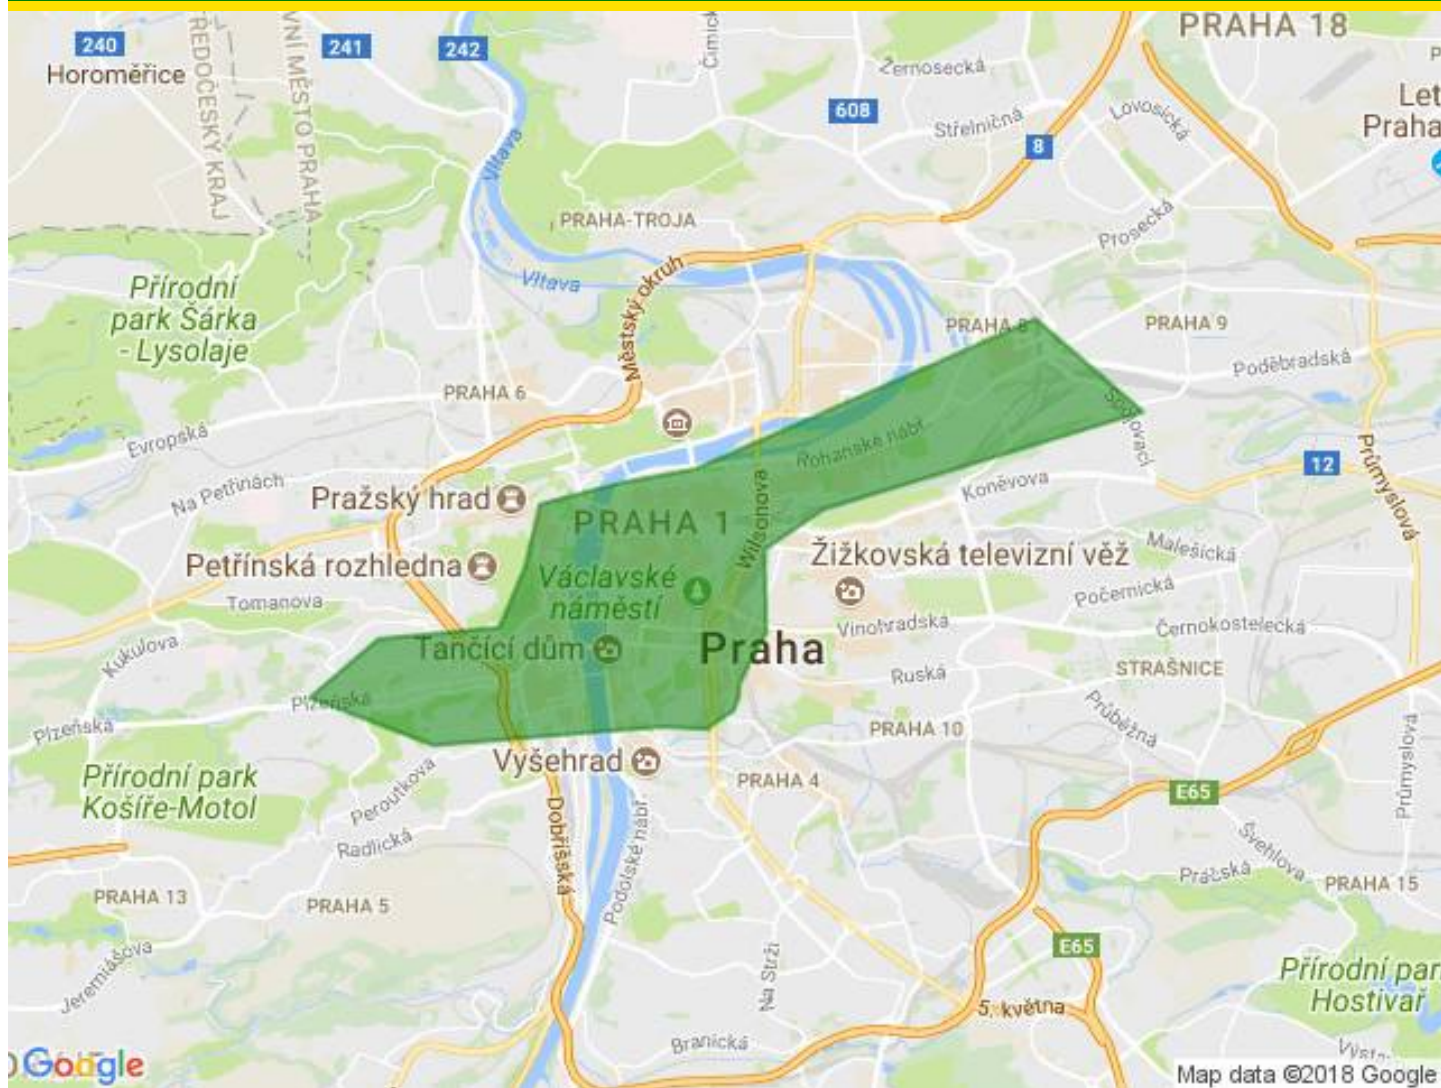 PRAHA 18
240
241
242
Horoměřice
ŘEDOČESKÝ KRAJ
VNÍ MĚSTO PRAHA
Čimick
Žernosecká
608
Střelničná
Lovosická
Let
Praha
8
Vltava
PRAHA-TROJA
Prosecká
Vltava
Městský okruh
Přírodní
park Šárka
- Lysolaje
PRAHA 8
PRAHA 9
Poděbradská
PRAHA 6
Spojovací
Evropská
Rohanské nábř.
12
Průmyslová
Na Petřinách
Pražský hrad
Koněvova
PRAHA 1
Wilsonova
Petřínská rozhledna
Žižkovská televizní věž
Malešická
Václavské
náměstí
Počernická
Tomanova
Vinohradská
Černokostelecká
Kukulova
Tančící dům
Praha
Ruská
STRAŠNICE
Plzeňská
Plzeňská
Průběžná
PRAHA 10
Průmyslová
Vyšehrad
PRAHA 4
Přírodní park
Košíře-Motol
Peroutkova
E65
Radlická
Dobříšská
Podolské nábř.
Švehlova
Práčská
PRAHA 15
PRAHA 13
PRAHA 5
E65
Jeremiášova
Na Strži
Přírodní par
Hostivař
5. května
Branická
Google
Map data ©2018 Google